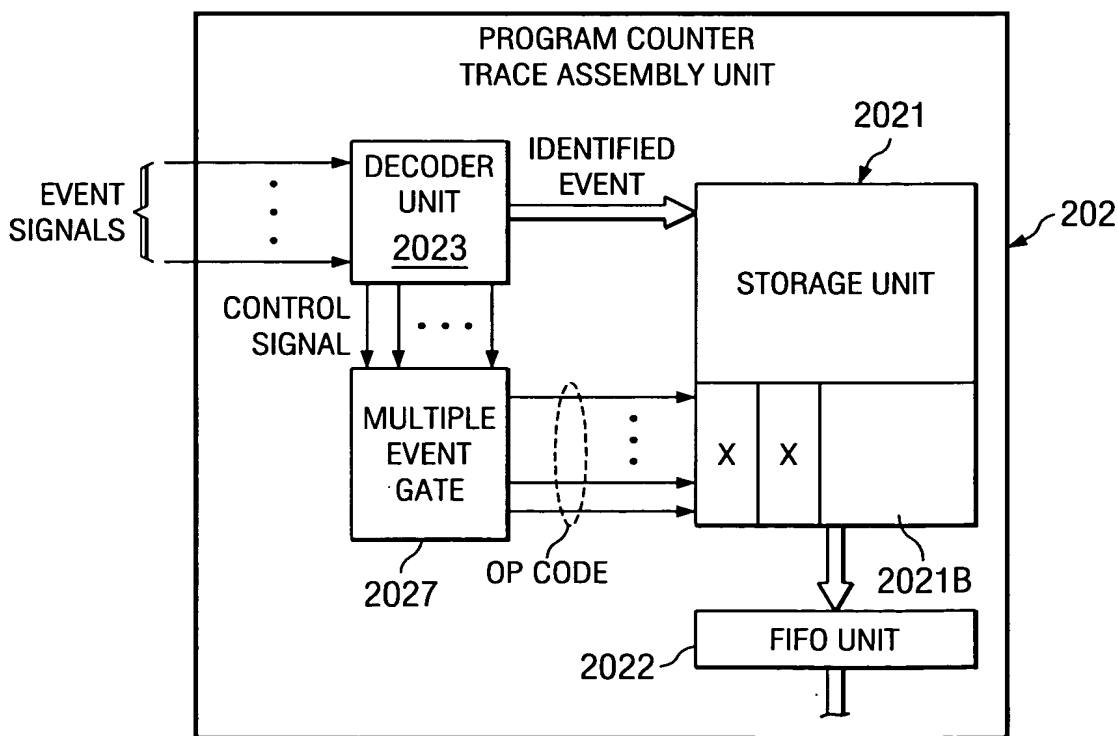 PROGRAM COUNTER
TRACE ASSEMBLY UNIT
2021
202
EVENT
SIGNALS
DECODER
UNIT
2023
IDENTIFIED
EVENT
STORAGE UNIT
CONTROL
SIGNAL
MULTIPLE
EVENT
GATE
X X
OP CODE
2027
2021B
FIFO UNIT
2022